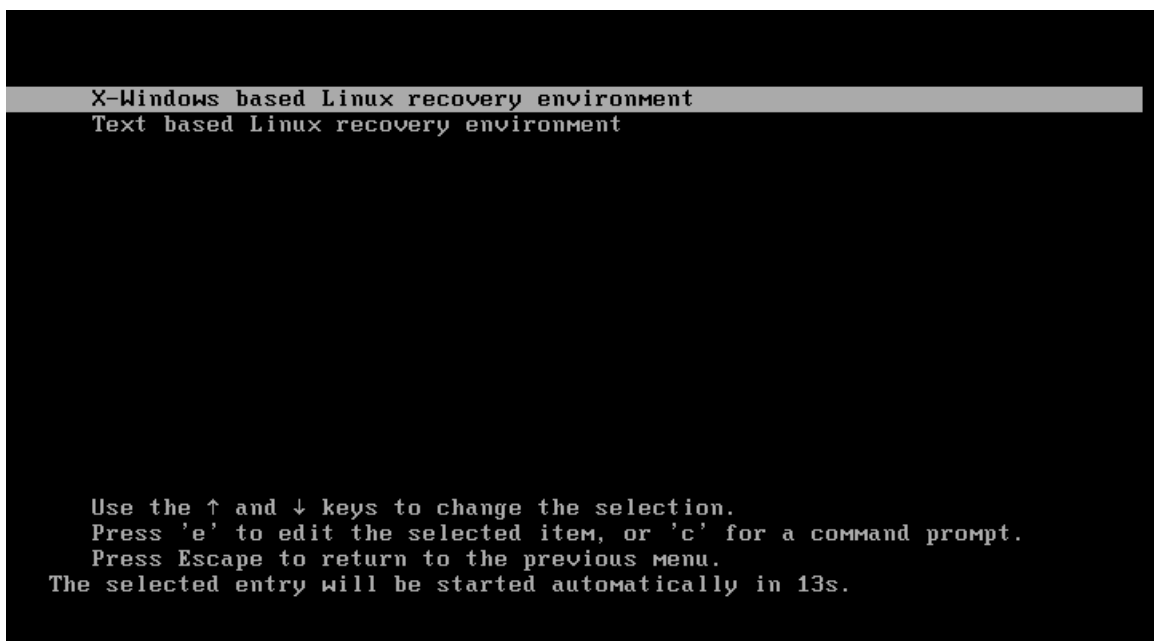 X-Windows based Linux recovery environment
Text based Linux recovery environment
Use the ↑ and ↓ keys to change the selection.
Press 'e' to edit the selected item, or 'c' for a command prompt.
Press Escape to return to the previous menu.
The selected entry will be started automatically in 13s.